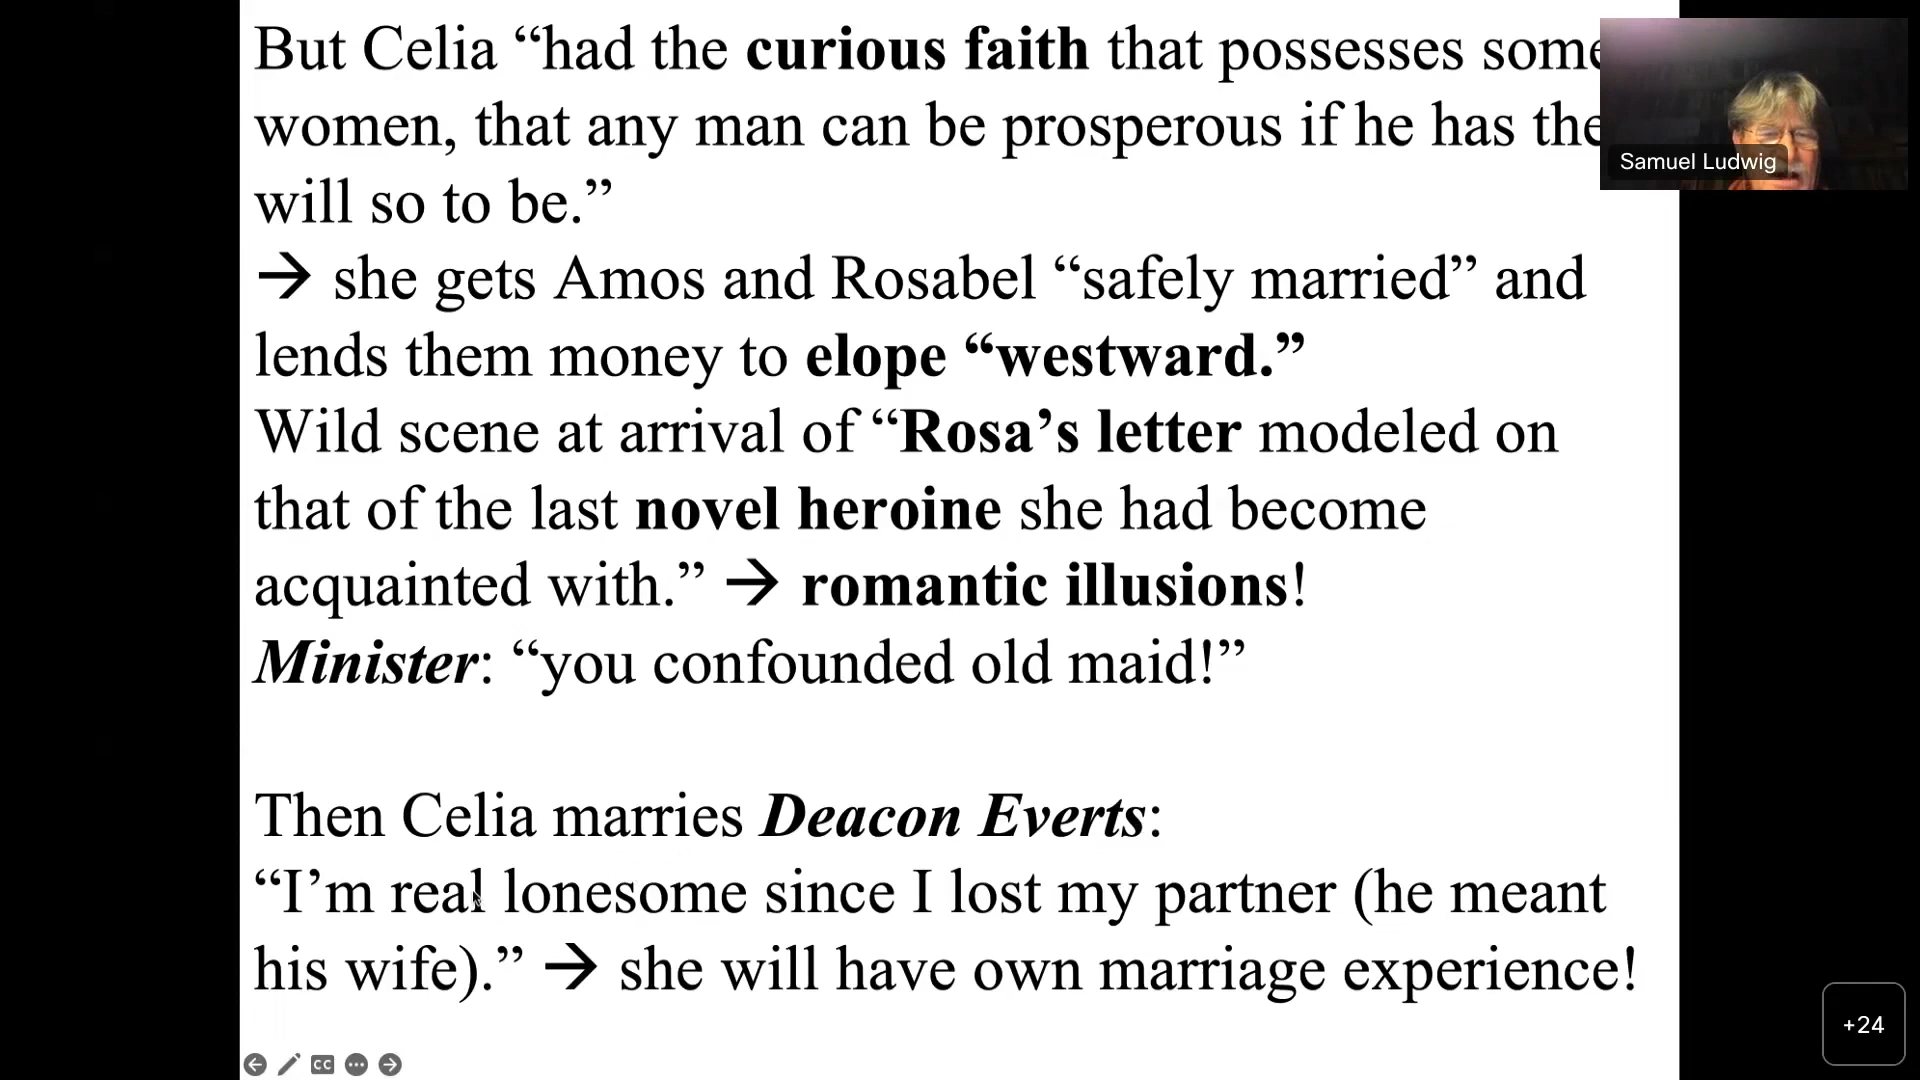 But Celia “had the curious faith that possesses some
women, that any man can be prosperous if he has the
will so to be.”
→ she gets Amos and Rosabel “safely married” and
lends them money to elope “westward.”
Wild scene at arrival of “Rosa’s letter modeled on
that of the last novel heroine she had become
acquainted with.” → romantic illusions!
Minister: “you confounded old maid!”
Then Celia marries Deacon Everts:
“I’m real lonesome since I lost my partner (he meant
his wife).” → she will have own marriage experience!
Samuel Ludwig
+24
CC